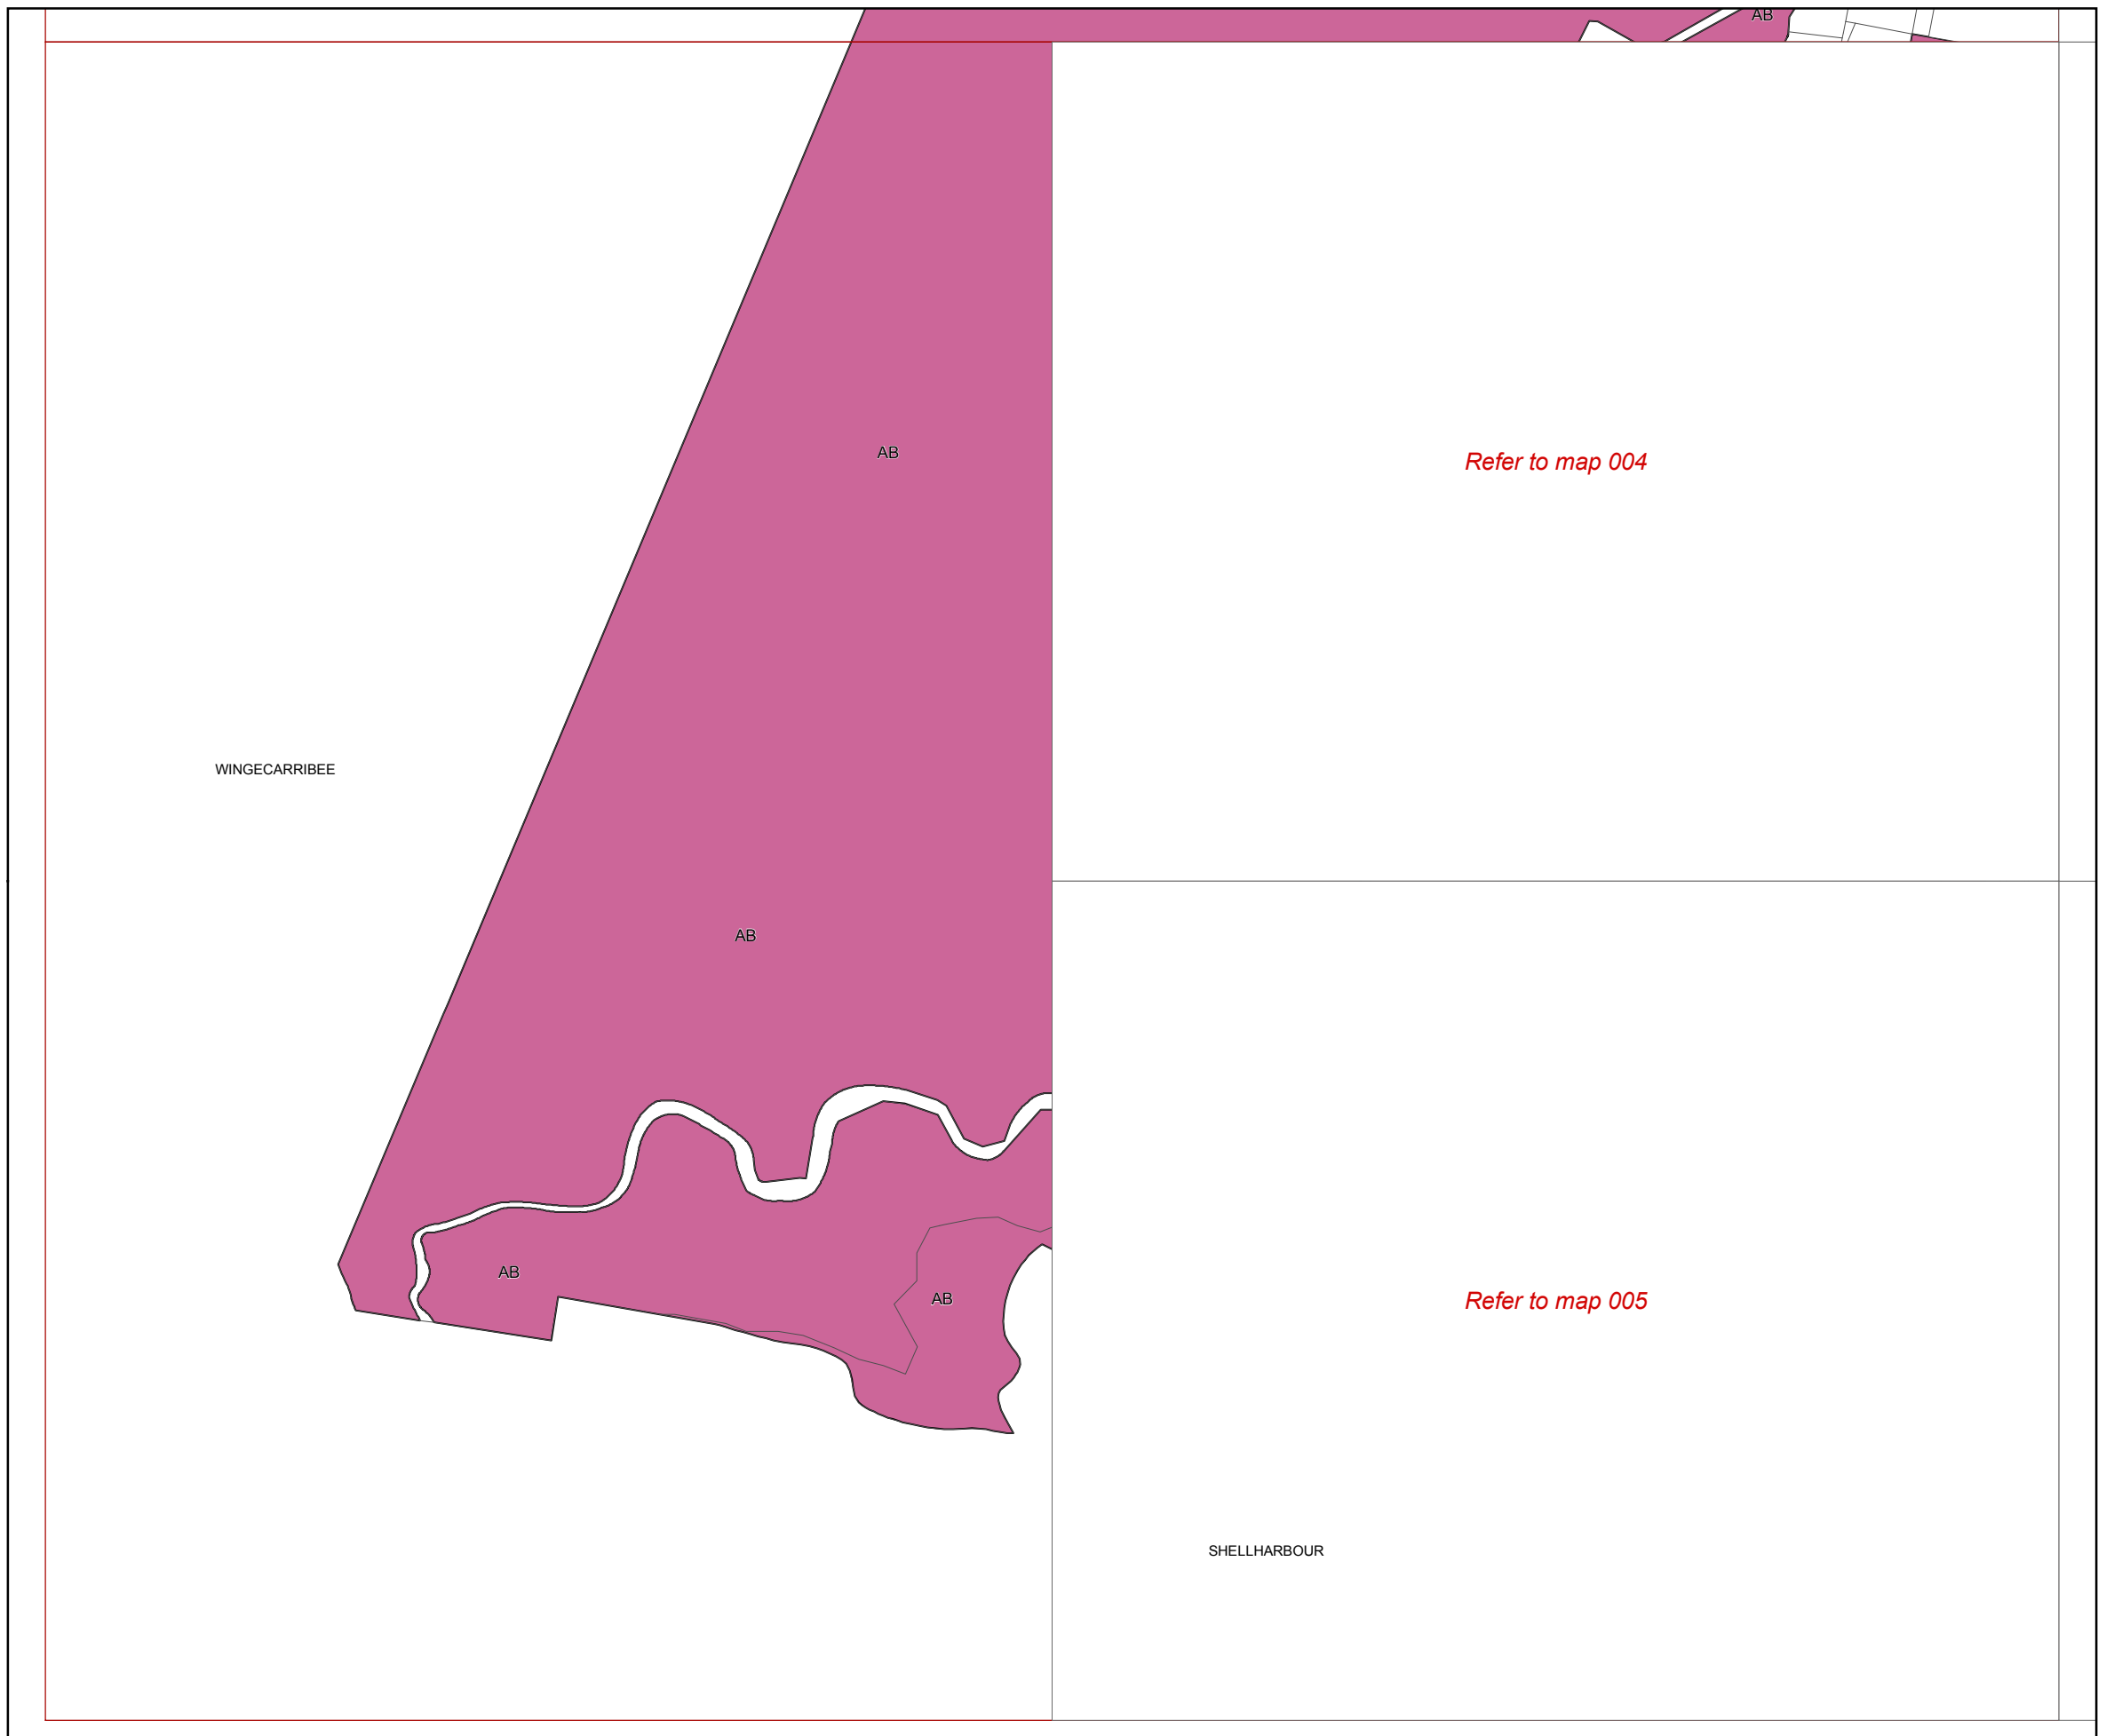 AB
AB
Refer to map 004
WINGECARRIBEE
AB
AB
AB
Refer to map 005
SHELLHARBOUR